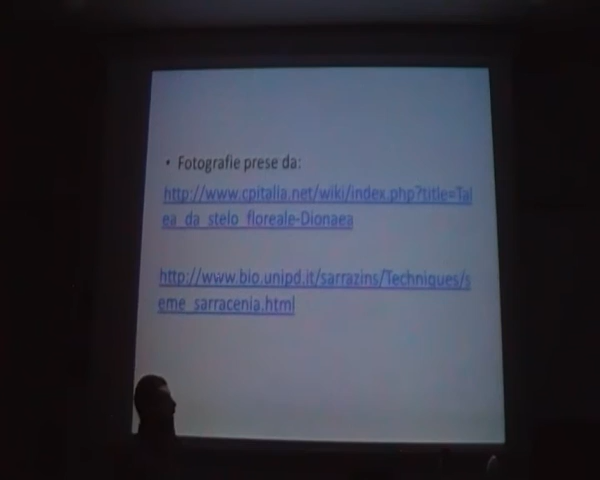 • Fotografie prese da:
http://www.cpitalia.net/wiki/index.php?title=Tal
ea_da_stelo_floreale-Dionaea
http://www.bio.unipd.it/sarrazins/Techniques/s
eme_sarracenia.html